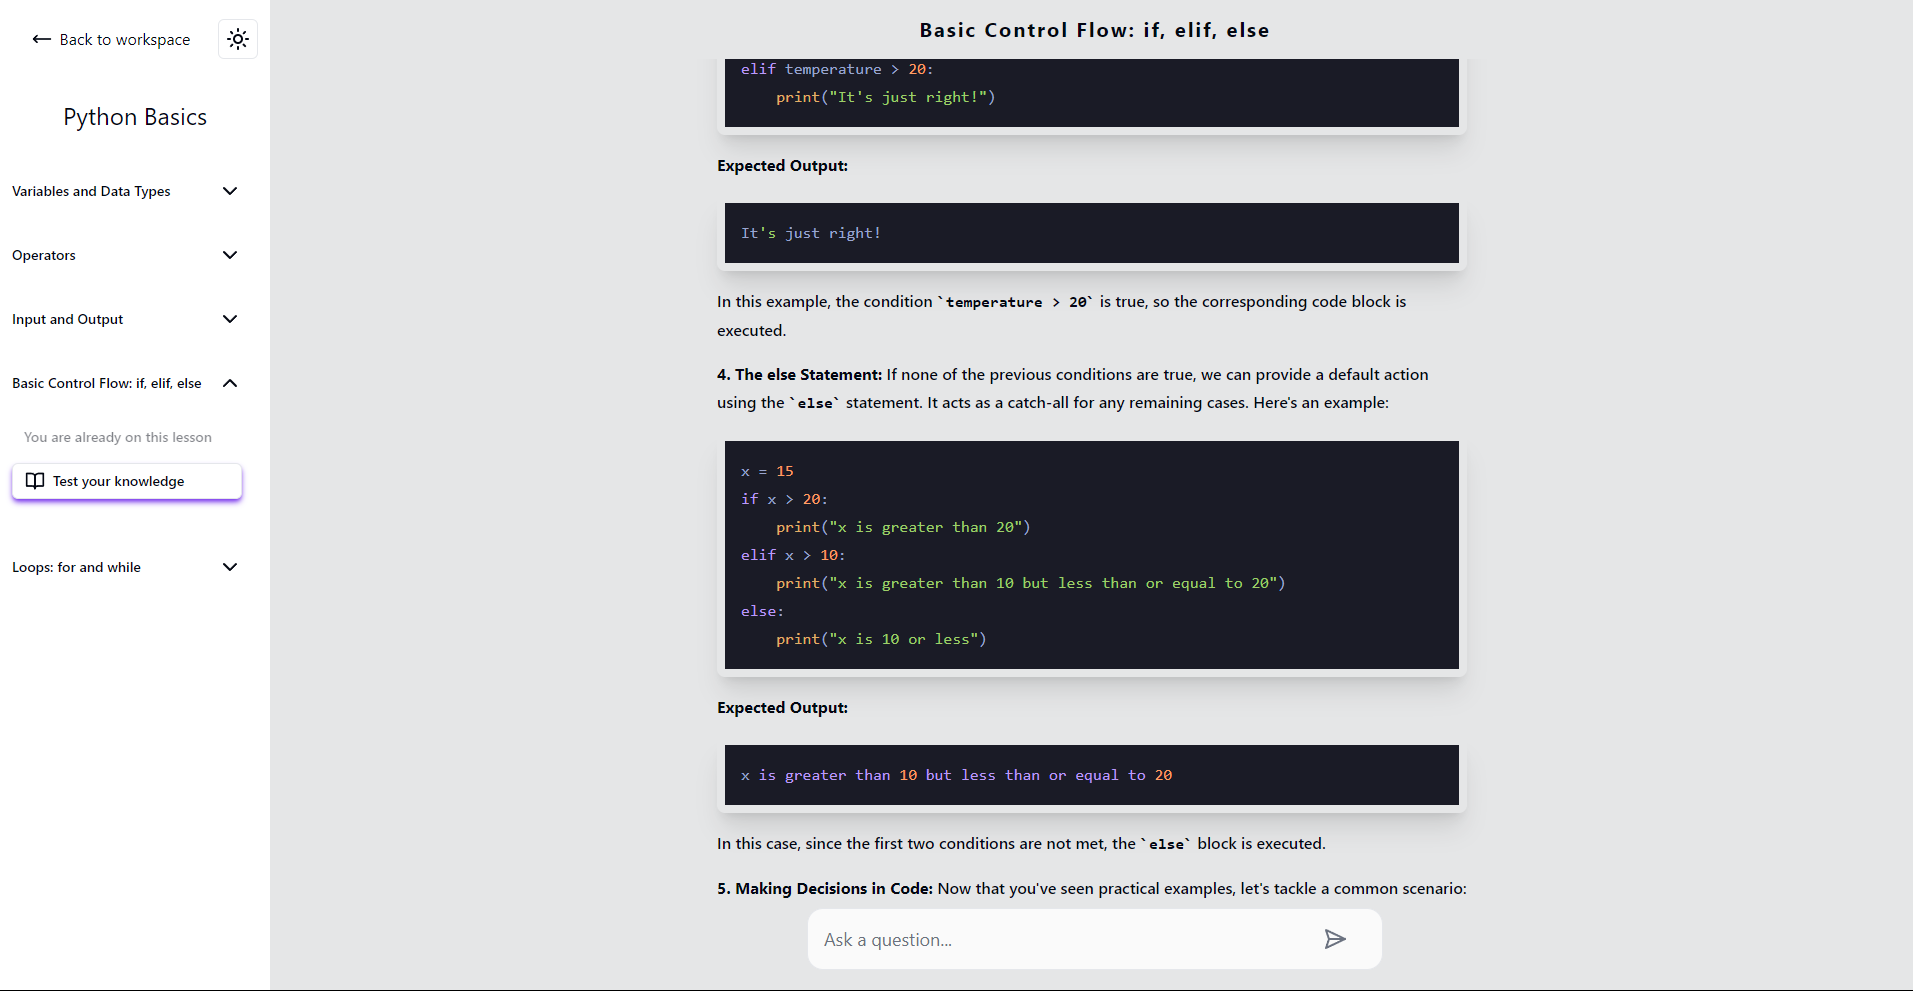 Back to workspace
Python Basics
Variables and Data Types
Operators
Input and Output
Basic Control Flow: if, elif, else
You are already on this lesson
Test your knowledge
Loops: for and while
Basic Control Flow: if, elif, else
elif temperature > 20:
    print("It's just right!")
Expected Output:
It's just right!
In this example, the condition `temperature > 20` is true, so the corresponding code block is
executed.
4. The else Statement: If none of the previous conditions are true, we can provide a default action
using the `else` statement. It acts as a catch-all for any remaining cases. Here's an example:
x = 15
if x > 20:
    print("x is greater than 20")
elif x > 10:
    print("x is greater than 10 but less than or equal to 20")
else:
    print("x is 10 or less")
Expected Output:
x is greater than 10 but less than or equal to 20
In this case, since the first two conditions are not met, the `else` block is executed.
5. Making Decisions in Code: Now that you've seen practical examples, let's tackle a common scenario:
Ask a question...